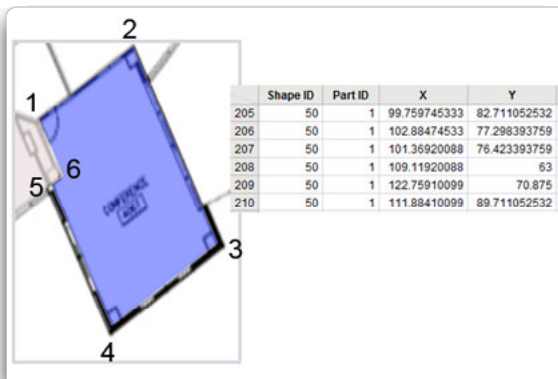 2
1
6
5
CONFERENCE
3
4
Shape ID Part ID X Y
205 50 1 99.759745333 82.711052532
206 50 1 102.88474533 77.298393759
207 50 1 101.36920088 76.423393759
208 50 1 109.11920088 63
209 50 1 122.75910099 70.875
210 50 1 111.88410099 89.711052532